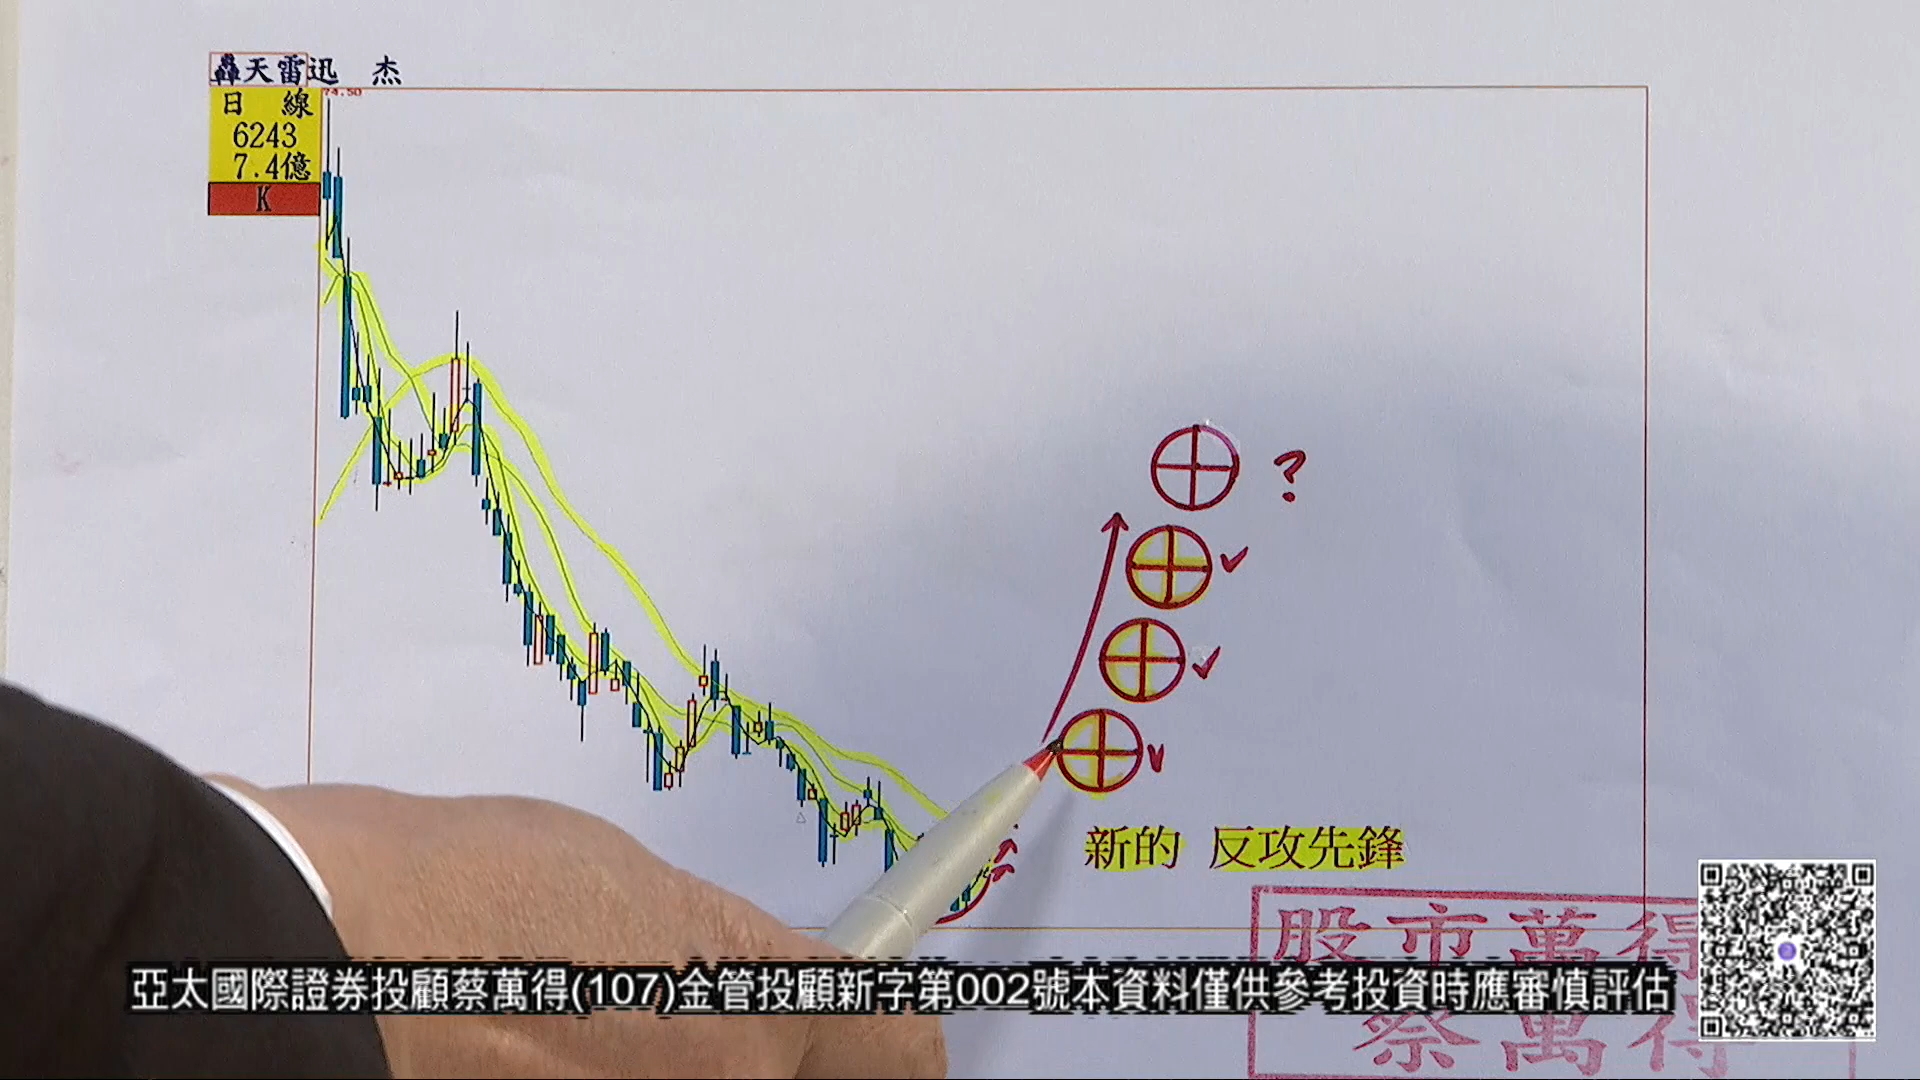 轟天雷迅 杰
日 線
6243
7.4億
K
74.50
?
新的 反攻先鋒
股市萬得
蔡萬得
亞太國際證券投顧蔡萬得(107)金管投顧新字第002號本資料僅供參考投資時應審慎評估